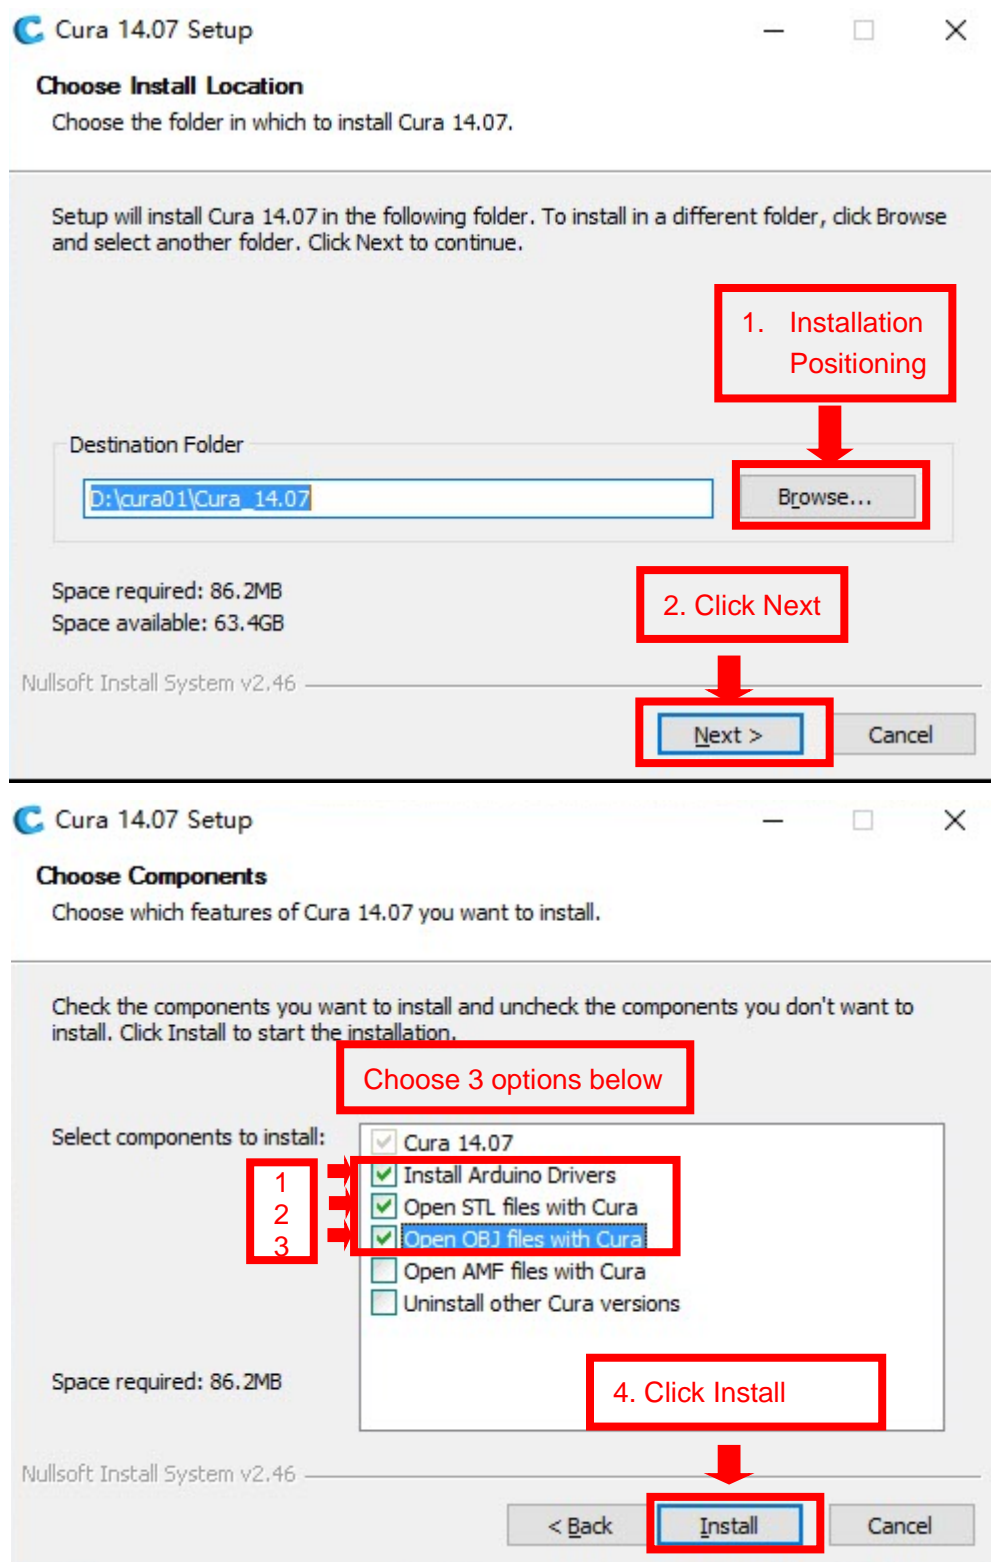 Cura 14.07 Setup
Choose Install Location
Choose the folder in which to install Cura 14.07.
Setup will install Cura 14.07 in the following folder. To install in a different folder, click Browse
and select another folder. Click Next to continue.
1. Installation
Positioning
Destination Folder
D:\cura01\Cura_14.07
Browse...
Space required: 86.2MB
Space available: 63.4GB
2. Click Next
Nullsoft Install System v2.46
Next >
Cancel
Cura 14.07 Setup
Choose Components
Choose which features of Cura 14.07 you want to install.
Check the components you want to install and uncheck the components you don't want to
install. Click Install to start the installation.
Choose 3 options below
Select components to install:
Cura 14.07
1
Install Arduino Drivers
2
Open STL files with Cura
3
Open OBJ files with Cura
Open AMF files with Cura
Uninstall other Cura versions
Space required: 86.2MB
4. Click Install
Nullsoft Install System v2.46
< Back
Install
Cancel